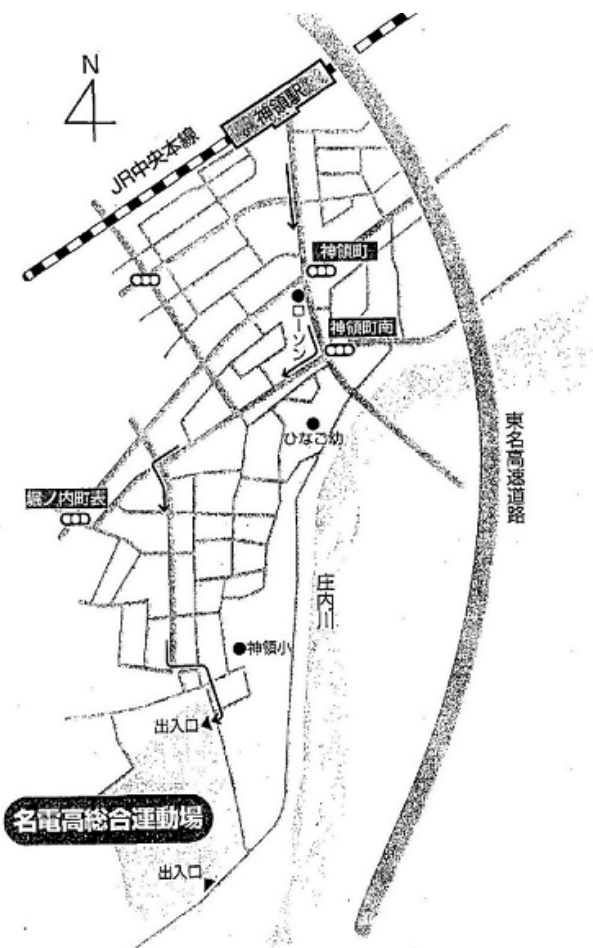 N
神領駅
JR中央本線
神領町
ローソン
神領町南
ひなご幼
東名高速道路
堀ノ内町表
庄内川
神領小
出入口
名電高総合運動場
出入口